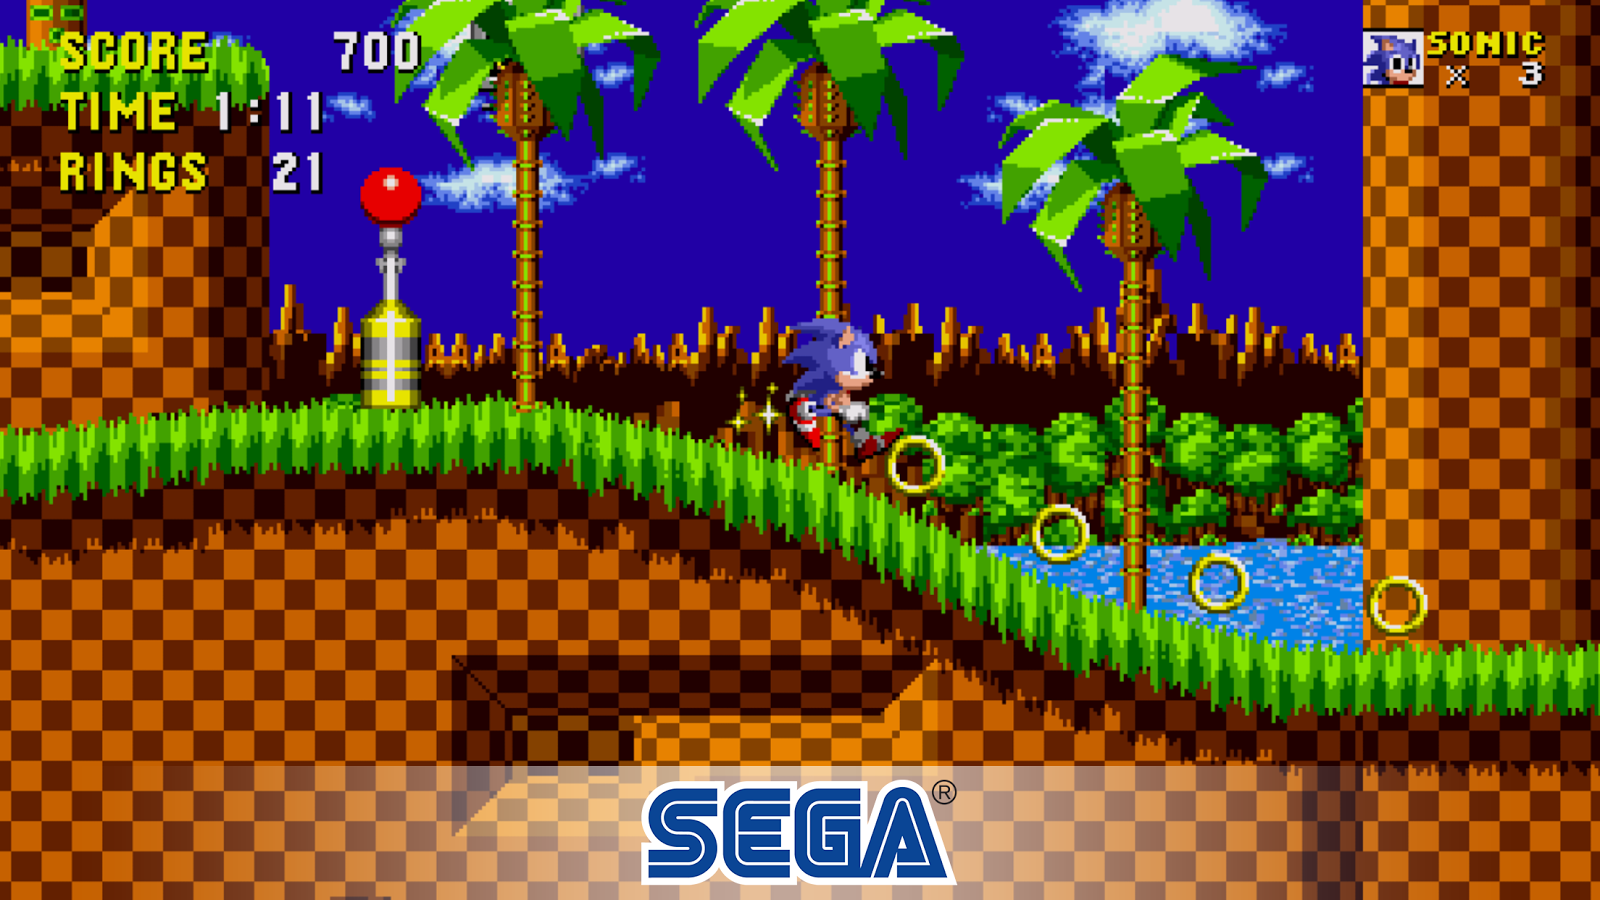 SCORE 700
TIME 1:11
RINGS 21
SONIC
x 3
SEGA®